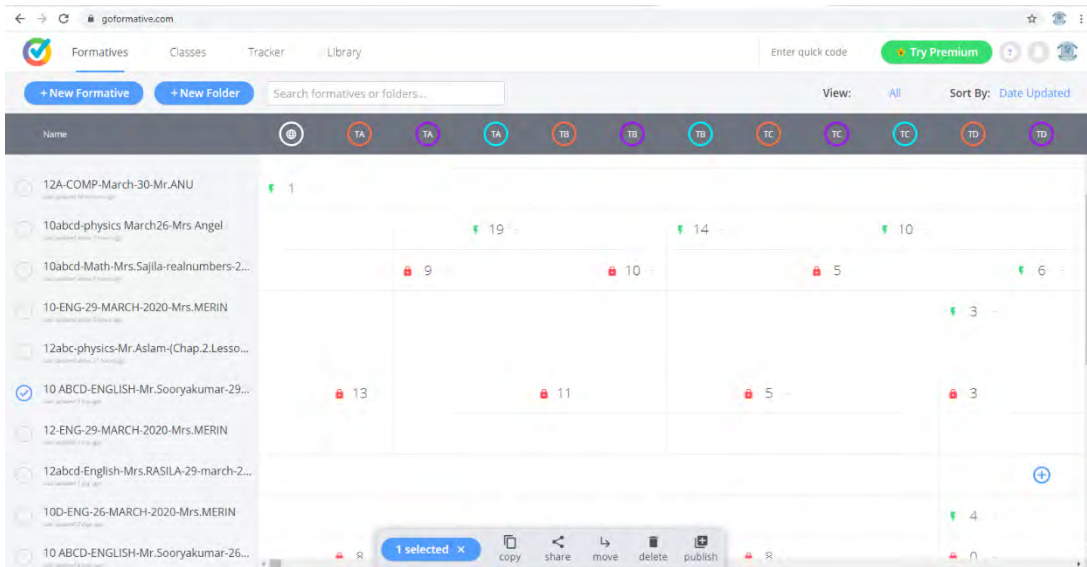 goformative.com
Formatives Classes Tracker Library Enter quick code Try Premium ?
+ New Formative + New Folder Search formatives or folders... View: All Sort By: Date Updated
Name TA TA TA TB TB TB TC TC TC TD TD
12A-COMP-March-30-Mr.ANU 1
10abcd-physics March26-Mrs Angel 19 - 14 - 10
10abcd-Math-Mrs.Sajila-realnumbers-2... 9 - 10 - 5 6 -
10-ENG-29-MARCH-2020-Mrs.MERIN 3 -
12abc-physics-Mr.Aslam-(Chap.2.Lesso...
10 ABCD-ENGLISH-Mr.Sooryakumar-29... 13 11 - 5 - 3
12-ENG-29-MARCH-2020-Mrs.MERIN
12abcd-English-Mrs.RASILA-29-march-2...
10D-ENG-26-MARCH-2020-Mrs.MERIN 4
10 ABCD-ENGLISH-Mr.Sooryakumar-26... 8 8 0
1 selected × copy share move delete publish